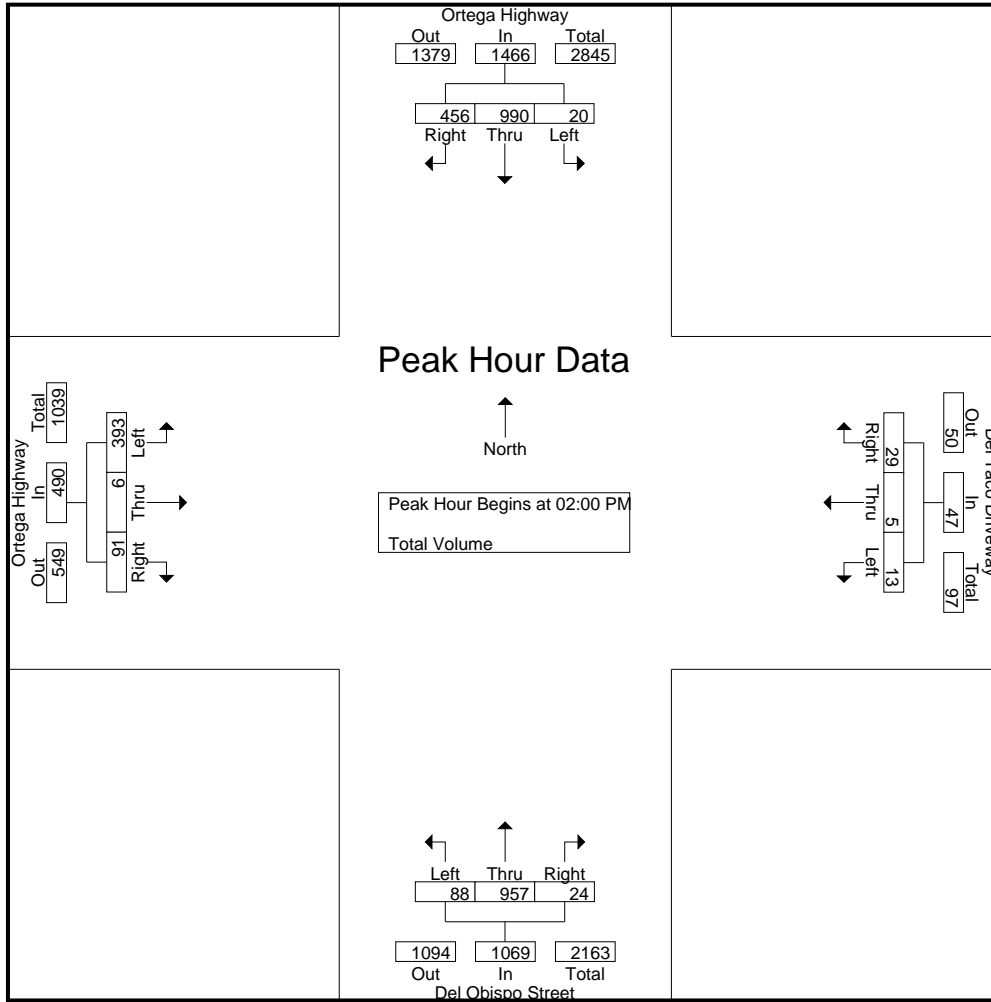 Ortega Highway
Out In Total
1379 1466 2845
456 990 20
Right Thru Left
Peak Hour Data
North
Peak Hour Begins at 02:00 PM
Total Volume
Ortega Highway
Out In Total
549 490 1039
91 6 393
Right Thru Left
Del Taco Driveway
Out In Total
50 47 97
29 5 13
Right Thru Left
Left Thru Right
88 957 24
1094 1069 2163
Out In Total
Del Obispo Street